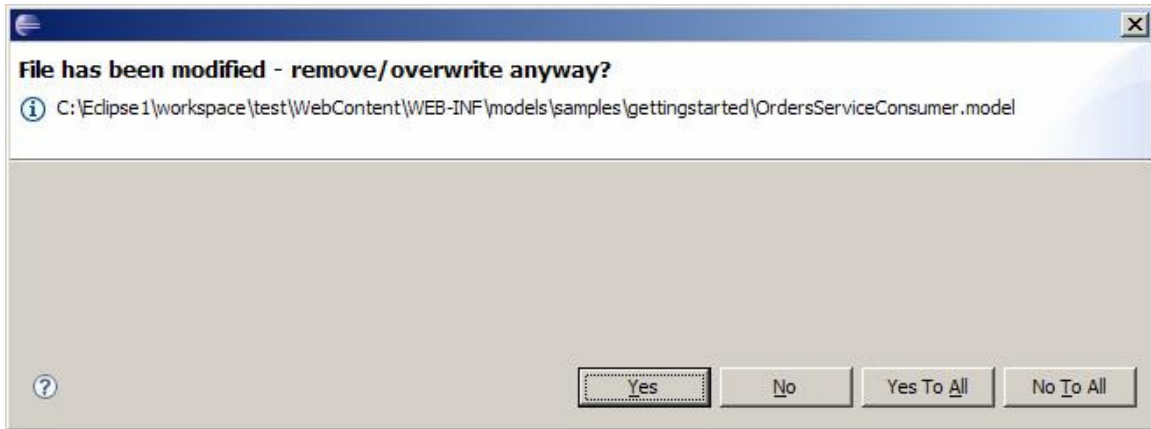 File has been modified - remove/overwrite anyway?
C:\Eclipse1\workspace\test\WebContent\WEB-INF\models\samples\gettingstarted\OrdersServiceConsumer.model
Yes No Yes To All No To All